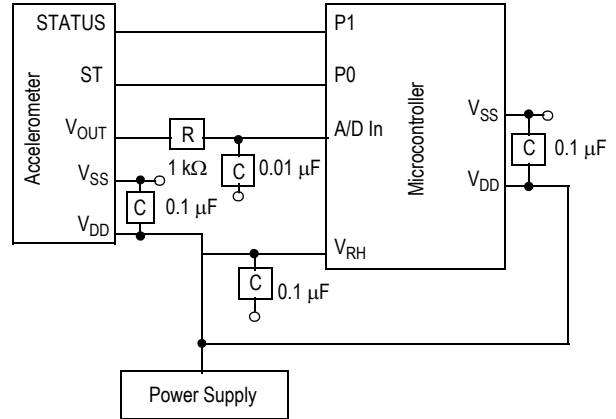 STATUS
P1
ST
P0
Accelerometer
Microcontroller
VOUT
R
A/D In
VSS
1 kΩ
C
0.01 μF
C
0.1 μF
VSS
C
0.1 μF
VDD
VDD
VRH
C
0.1 μF
Power Supply